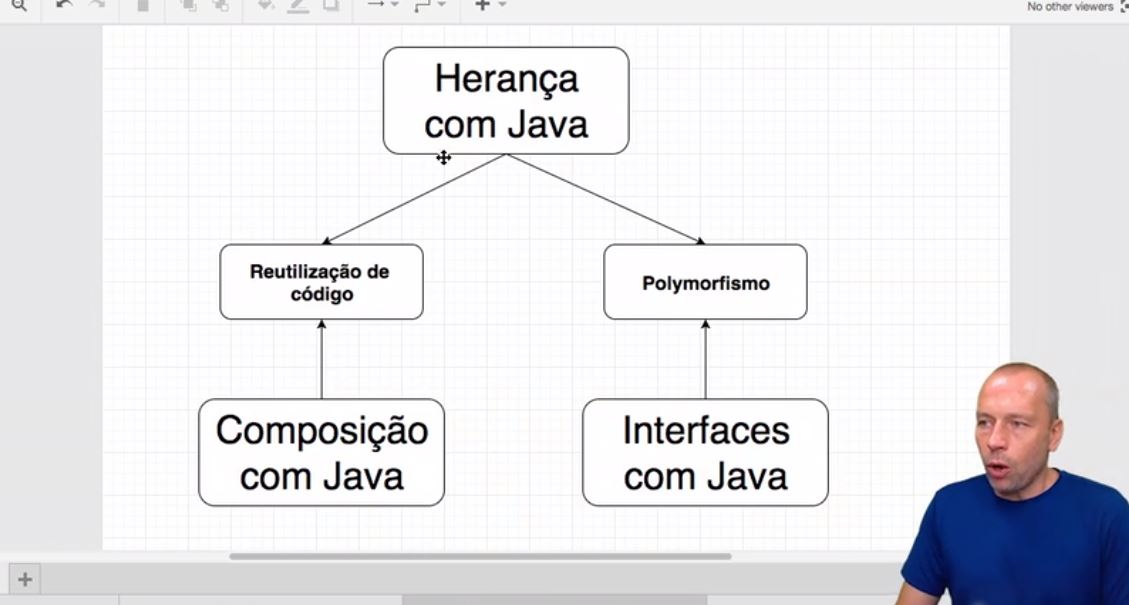 No other viewers
Herança
com Java
Reutilização de
código
Polymorfismo
Composição
com Java
Interfaces
com Java